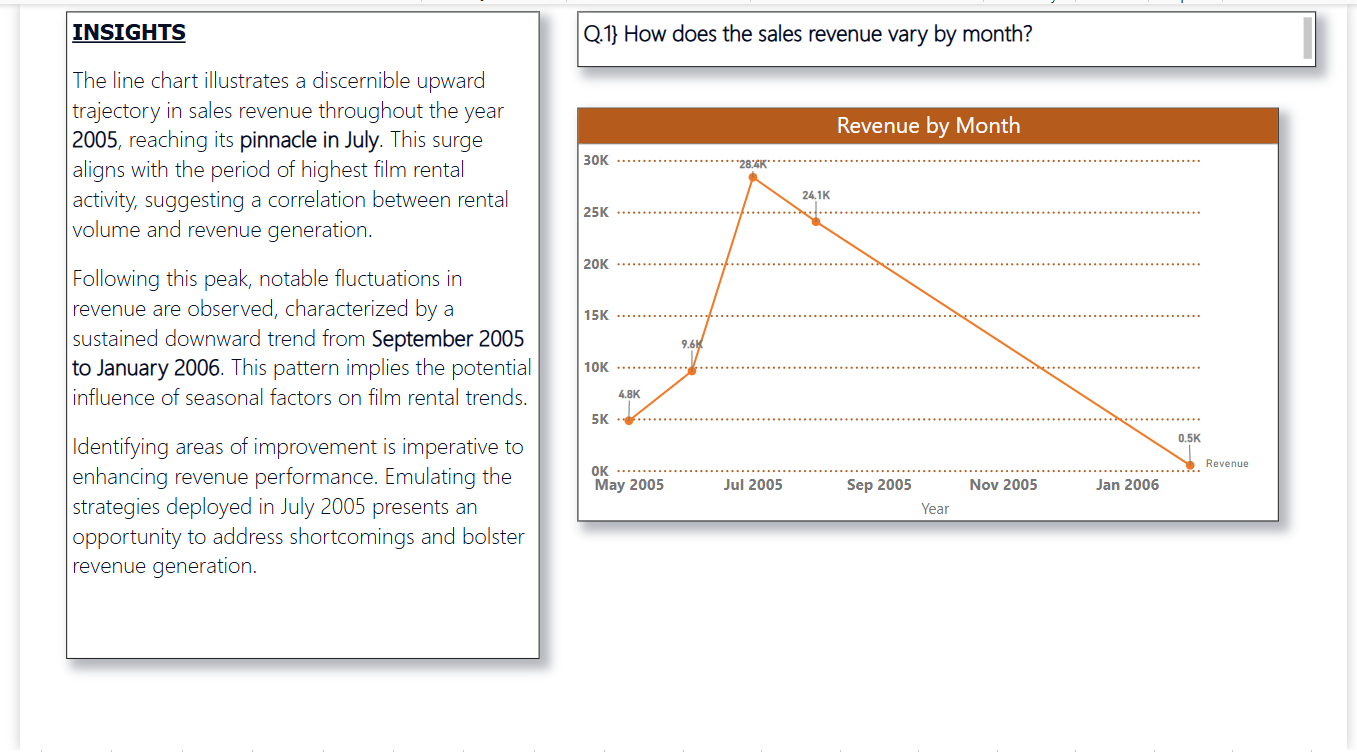 INSIGHTS
The line chart illustrates a discernible upward
trajectory in sales revenue throughout the year
2005, reaching its pinnacle in July. This surge
aligns with the period of highest film rental
activity, suggesting a correlation between rental
volume and revenue generation.
Following this peak, notable fluctuations in
revenue are observed, characterized by a
sustained downward trend from September 2005
to January 2006. This pattern implies the potential
influence of seasonal factors on film rental trends.
Identifying areas of improvement is imperative to
enhancing revenue performance. Emulating the
strategies deployed in July 2005 presents an
opportunity to address shortcomings and bolster
revenue generation.
Q.1} How does the sales revenue vary by month?
Revenue by Month
30K
28.4K
24.1K
25K
20K
15K
9.6K
10K
4.8K
5K
0.5K
0K
Revenue
May 2005 Jul 2005 Sep 2005 Nov 2005 Jan 2006
Year